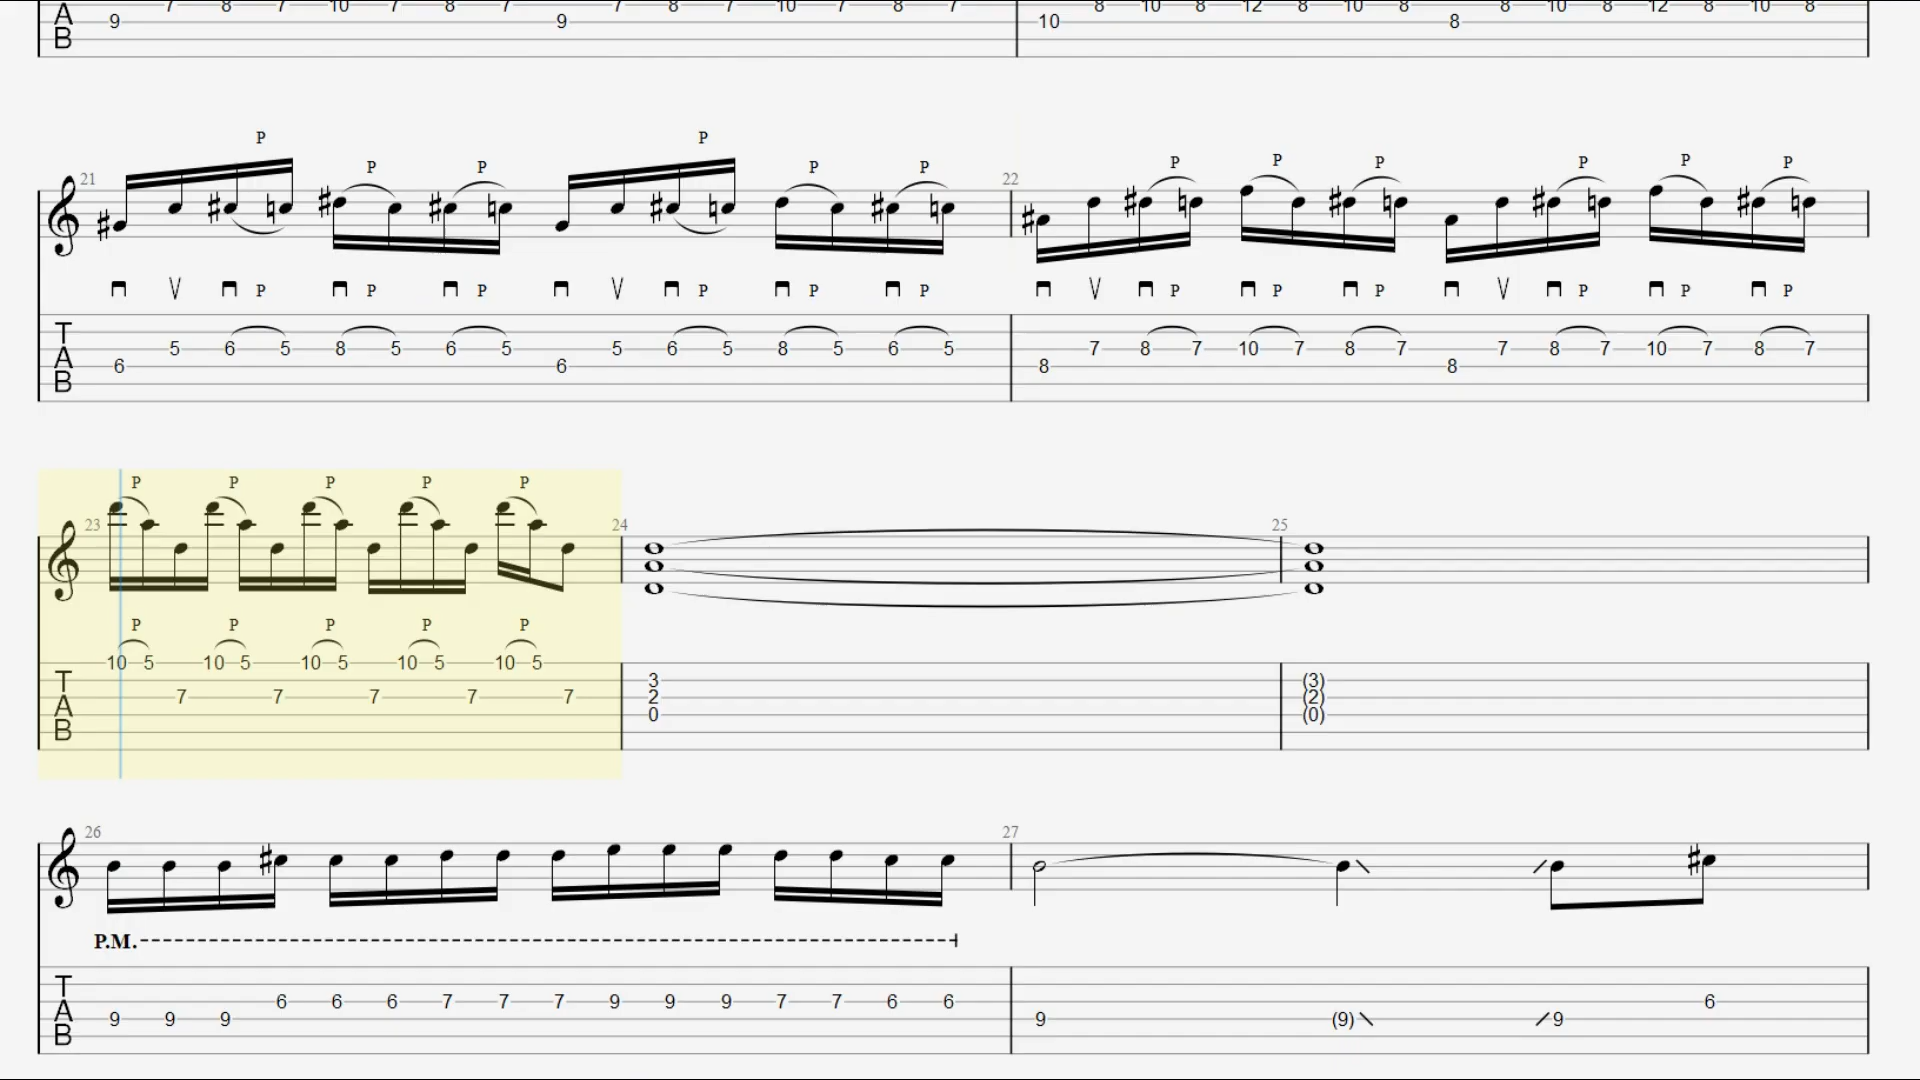 7 8 7 10 7 8 7 7 8 7 10 7 8 7 8 10 8 12 8 10 8 8 10 8 12 8 10 8
A 9 9 10 8
B
P P
21 P P P P 22 P P P P P P
P P P P P P P P P P P P
T
5 6 5 8 5 6 5 5 6 5 8 5 6 5 7 8 7 10 7 8 7 7 8 7 10 7 8 7
A 6 6 8 8
B
P P P P P
23 24 25
P P P P P
10 5 10 5 10 5 10 5 10 5
T 3 (3)
7 7 7 7 7 2 (2)
A 0 (0)
B
26 27
P.M.
T
6 6 6 7 7 7 9 9 9 7 7 6 6 6
A 9 9 9 9 (9) 9
B